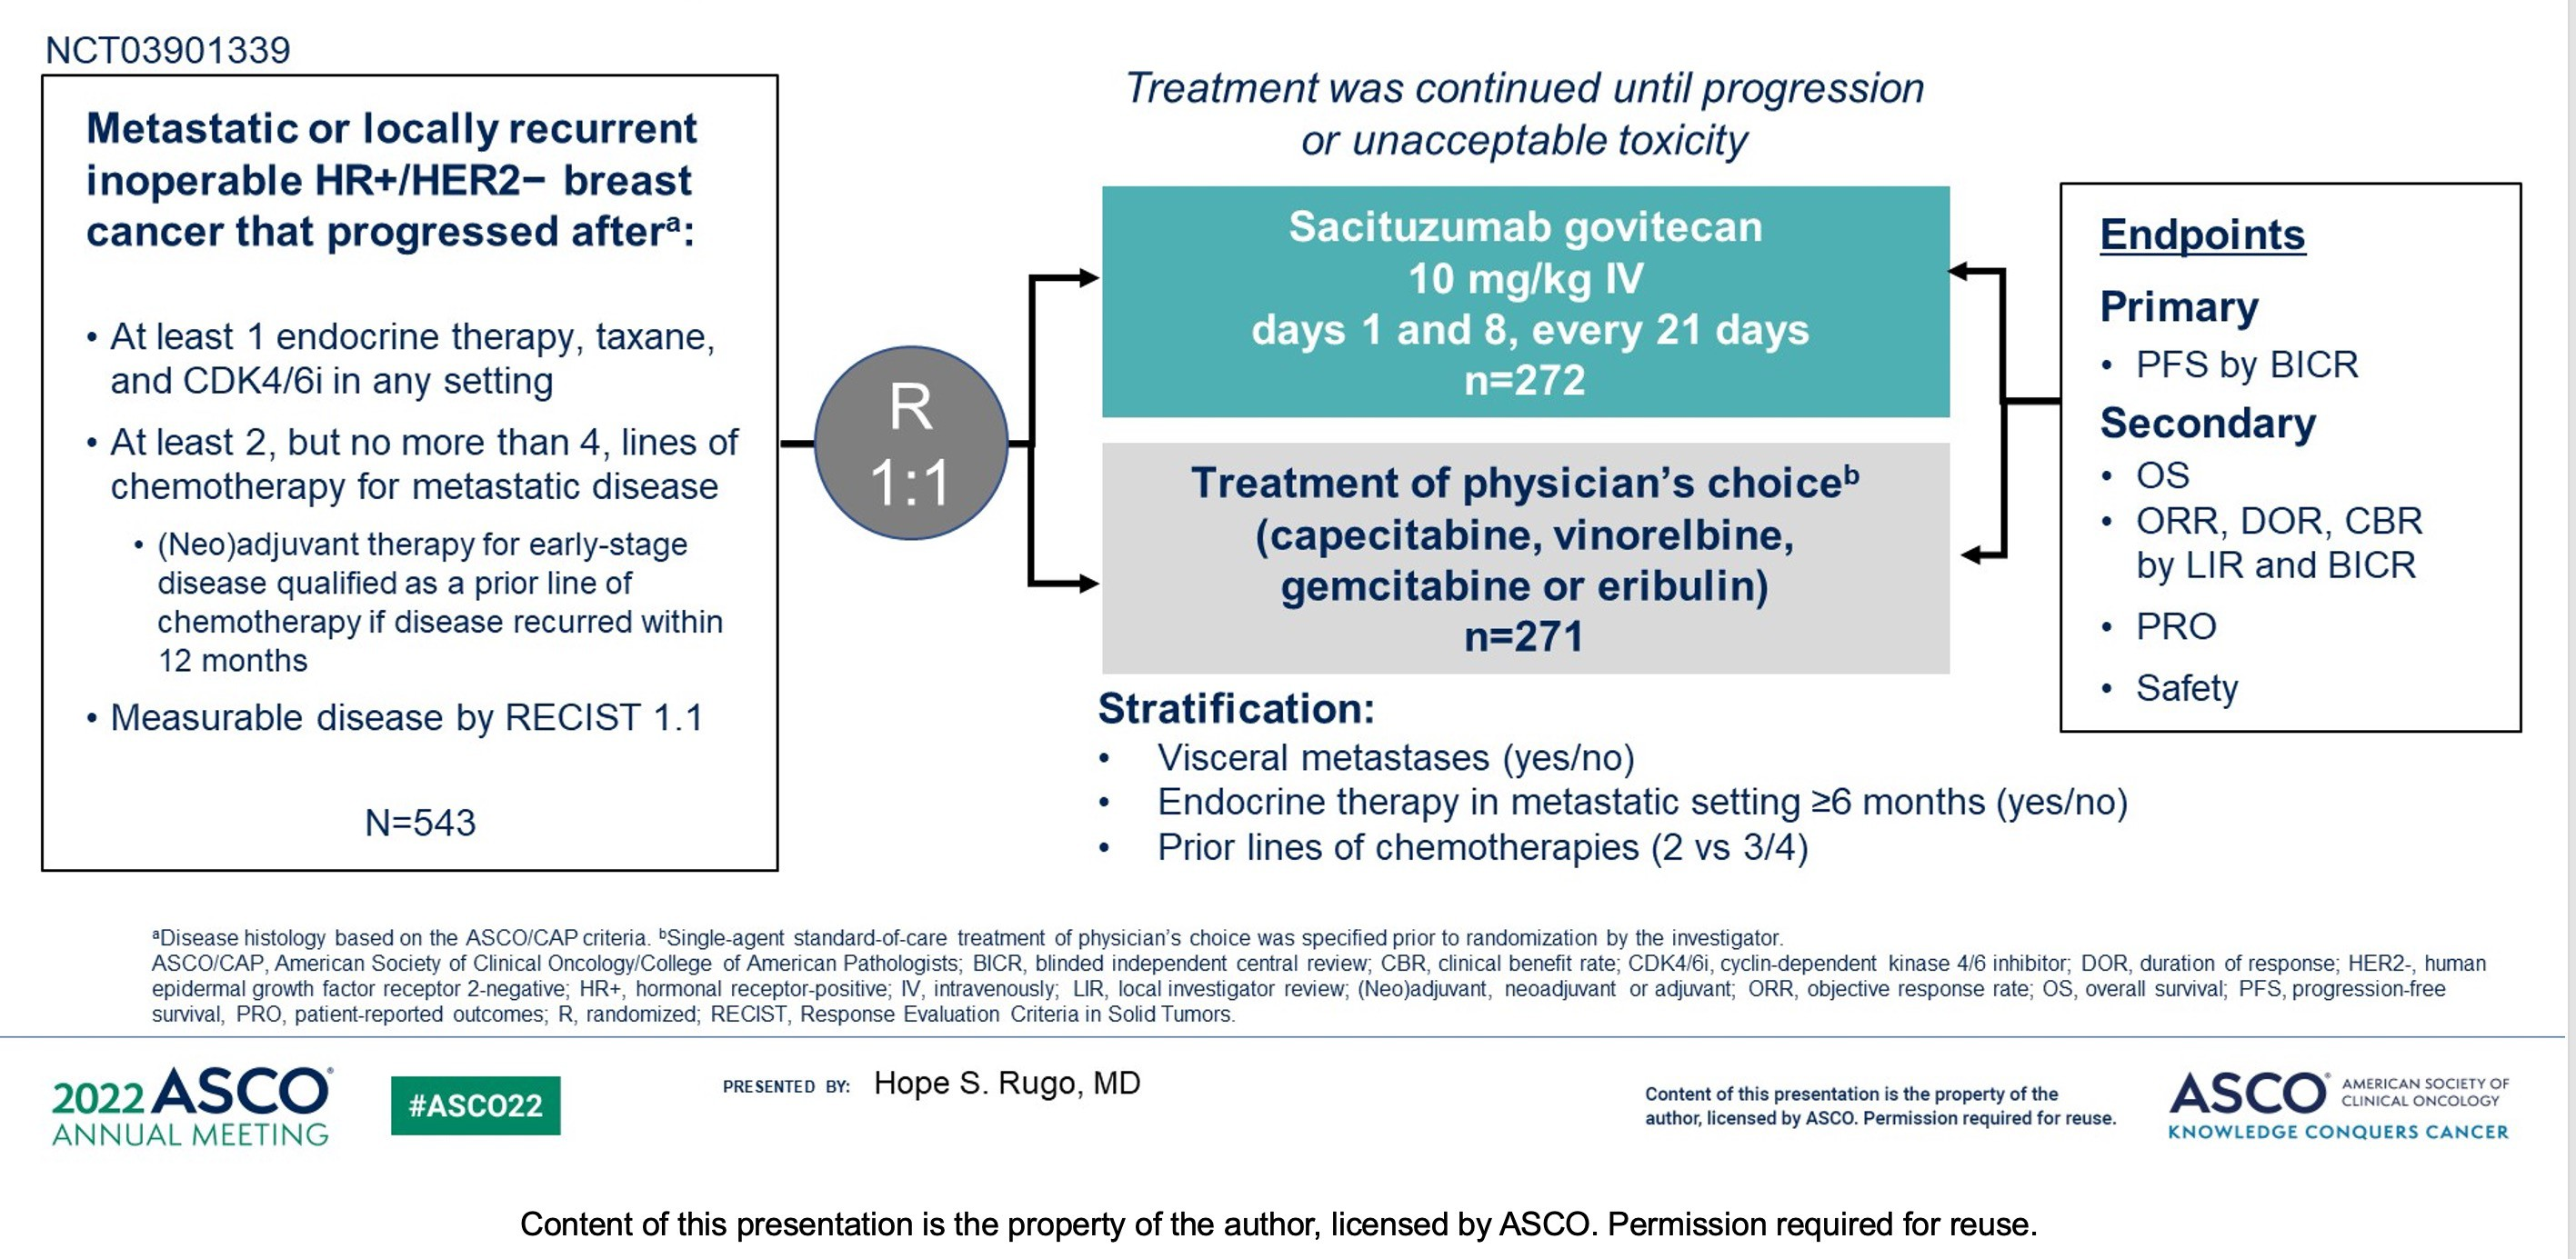 NCT03901339
Metastatic or locally recurrent
inoperable HR+/HER2− breast
cancer that progressed afterᵃ:
• At least 1 endocrine therapy, taxane,
and CDK4/6i in any setting
• At least 2, but no more than 4, lines of
chemotherapy for metastatic disease
• (Neo)adjuvant therapy for early-stage
disease qualified as a prior line of
chemotherapy if disease recurred within
12 months
• Measurable disease by RECIST 1.1
N=543
R
1:1
Treatment was continued until progression
or unacceptable toxicity
Sacituzumab govitecan
10 mg/kg IV
days 1 and 8, every 21 days
n=272
Treatment of physician’s choiceᵇ
(capecitabine, vinorelbine,
gemcitabine or eribulin)
n=271
Stratification:
• Visceral metastases (yes/no)
• Endocrine therapy in metastatic setting ≥6 months (yes/no)
• Prior lines of chemotherapies (2 vs 3/4)
Endpoints
Primary
• PFS by BICR
Secondary
• OS
• ORR, DOR, CBR
by LIR and BICR
• PRO
• Safety
ᵃDisease histology based on the ASCO/CAP criteria. ᵇSingle-agent standard-of-care treatment of physician’s choice was specified prior to randomization by the investigator.
ASCO/CAP, American Society of Clinical Oncology/College of American Pathologists; BICR, blinded independent central review; CBR, clinical benefit rate; CDK4/6i, cyclin-dependent kinase 4/6 inhibitor; DOR, duration of response; HER2-, human
epidermal growth factor receptor 2-negative; HR+, hormonal receptor-positive; IV, intravenously; LIR, local investigator review; (Neo)adjuvant, neoadjuvant or adjuvant; ORR, objective response rate; OS, overall survival; PFS, progression-free
survival, PRO, patient-reported outcomes; R, randomized; RECIST, Response Evaluation Criteria in Solid Tumors.
2022 ASCO®
ANNUAL MEETING
#ASCO22
PRESENTED BY: Hope S. Rugo, MD
Content of this presentation is the property of the
author, licensed by ASCO. Permission required for reuse.
ASCO® AMERICAN SOCIETY OF
CLINICAL ONCOLOGY
KNOWLEDGE CONQUERS CANCER
Content of this presentation is the property of the author, licensed by ASCO. Permission required for reuse.